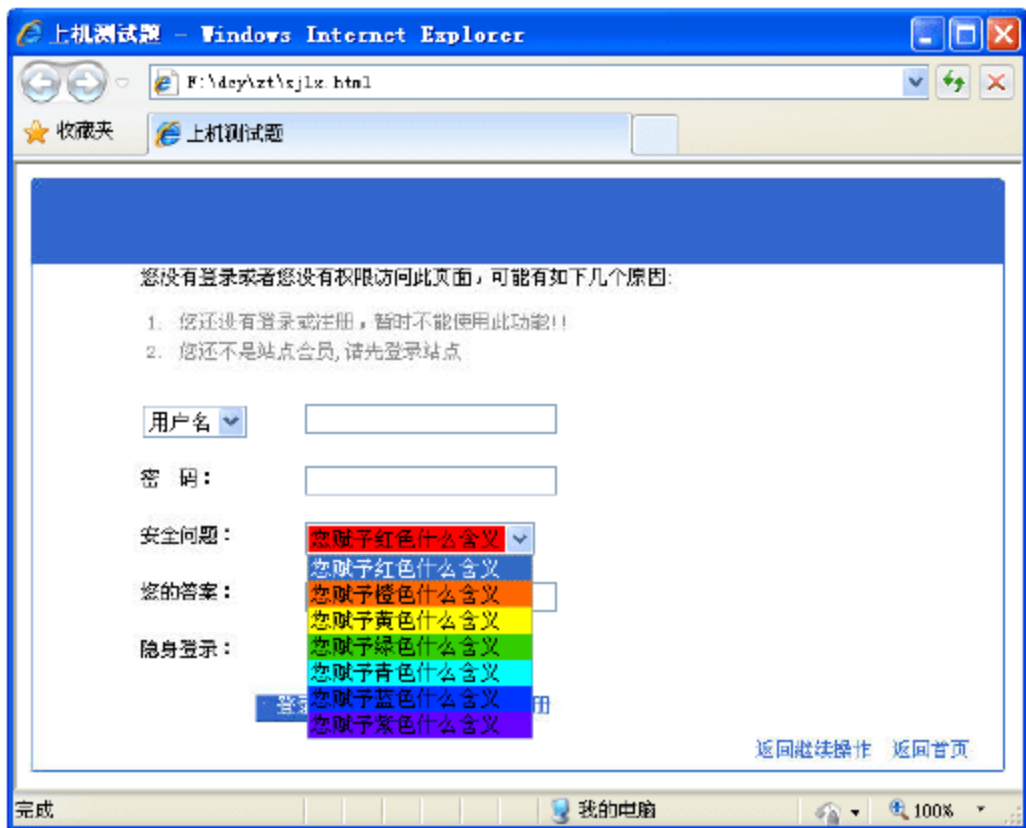 上机测试题 - Windows Internet Explorer
F:\dcy\zt\sjlx.html
收藏夹
上机测试题
您没有登录或者您没有权限访问此页面，可能有如下几个原因:
1. 您还没有登录或注册，暂时不能使用此功能!!
2. 您还不是站点会员,请先登录站点
用户名
密 码：
安全问题： 您赋予红色什么含义
您赋予红色什么含义
您的答案： 您赋予橙色什么含义
您赋予黄色什么含义
隐身登录： 您赋予绿色什么含义
您赋予青色什么含义
登 您赋予蓝色什么含义 册
您赋予紫色什么含义
返回继续操作 返回首页
完成 我的电脑 100%